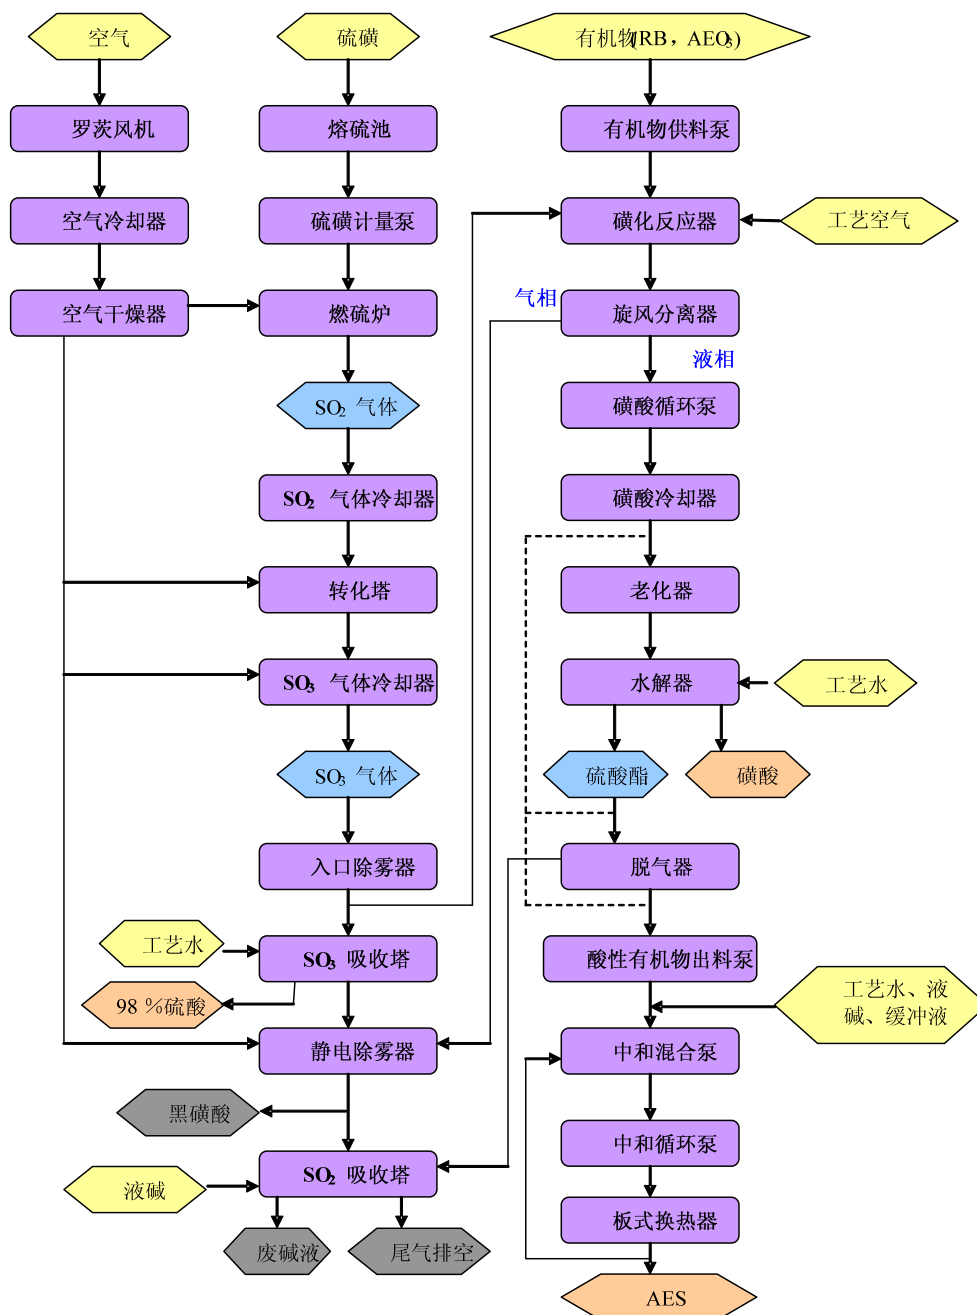 空气
硫磺
有机物(RB，AEO₃)
罗茨风机
熔硫池
有机物供料泵
空气冷却器
硫磺计量泵
磺化反应器
工艺空气
空气干燥器
燃硫炉
气相
旋风分离器
液相
SO₂ 气体
磺酸循环泵
SO₂ 气体冷却器
磺酸冷却器
转化塔
老化器
SO₃ 气体冷却器
水解器
工艺水
SO₃ 气体
硫酸酯
磺酸
入口除雾器
脱气器
工艺水
SO₃ 吸收塔
酸性有机物出料泵
98 %硫酸
工艺水、液
碱、缓冲液
静电除雾器
中和混合泵
黑磺酸
中和循环泵
液碱
SO₂ 吸收塔
板式换热器
废碱液
尾气排空
AES